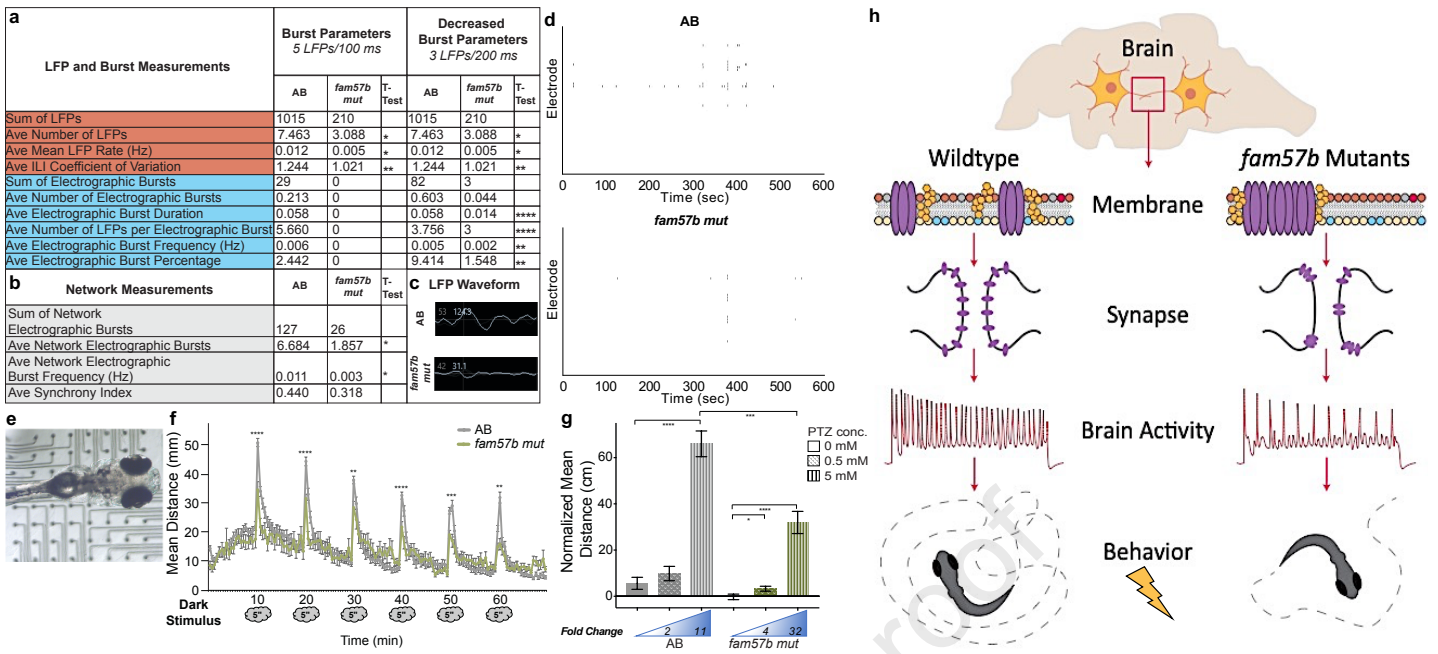 a
LFP and Burst Measurements
Burst Parameters
5 LFPs/100 ms
Decreased
Burst Parameters
3 LFPs/200 ms
AB
fam57b
mut
T-
Test
AB
fam57b
mut
T-
Test
Sum of LFPs 1015 210 1015 210
Ave Number of LFPs 7.463 3.088 * 7.463 3.088 *
Ave Mean LFP Rate (Hz) 0.012 0.005 * 0.012 0.005 *
Ave ILI Coefficient of Variation 1.244 1.021 ** 1.244 1.021 **
Sum of Electrographic Bursts 29 0 82 3
Ave Number of Electrographic Bursts 0.213 0 0.603 0.044
Ave Electrographic Burst Duration 0.058 0 0.058 0.014 ****
Ave Number of LFPs per Electrographic Burst 5.660 0 3.756 3 ****
Ave Electrographic Burst Frequency (Hz) 0.006 0 0.005 0.002 **
Ave Electrographic Burst Percentage 2.442 0 9.414 1.548 **
b
Network Measurements
AB
fam57b
mut
T-
Test
Sum of Network
Electrographic Bursts 127 26
Ave Network Electrographic Bursts 6.684 1.857 *
Ave Network Electrographic
Burst Frequency (Hz) 0.011 0.003 *
Ave Synchrony Index 0.440 0.318
c LFP Waveform
AB
53 124.3
fam57b
mut
42 31.1
d
AB
Electrode
0 100 200 300 400 500 600
Time (sec)
fam57b mut
Electrode
0 100 200 300 400 500 600
Time (sec)
e
f
AB
fam57b mut
Mean Distance (mm)
50
40
30
20
10
0
**** **** ** **** *** **
10 20 30 40 50 60
Dark
Stimulus
5" 5" 5" 5" 5" 5"
Time (min)
g
Normalized Mean
Distance (cm)
60
40
20
0
****
***
*
****
PTZ conc.
0 mM
0.5 mM
5 mM
Fold Change 2 11 4 32
AB fam57b mut
h
Brain
Wildtype
fam57b Mutants
Membrane
Synapse
Brain Activity
Behavior
roof